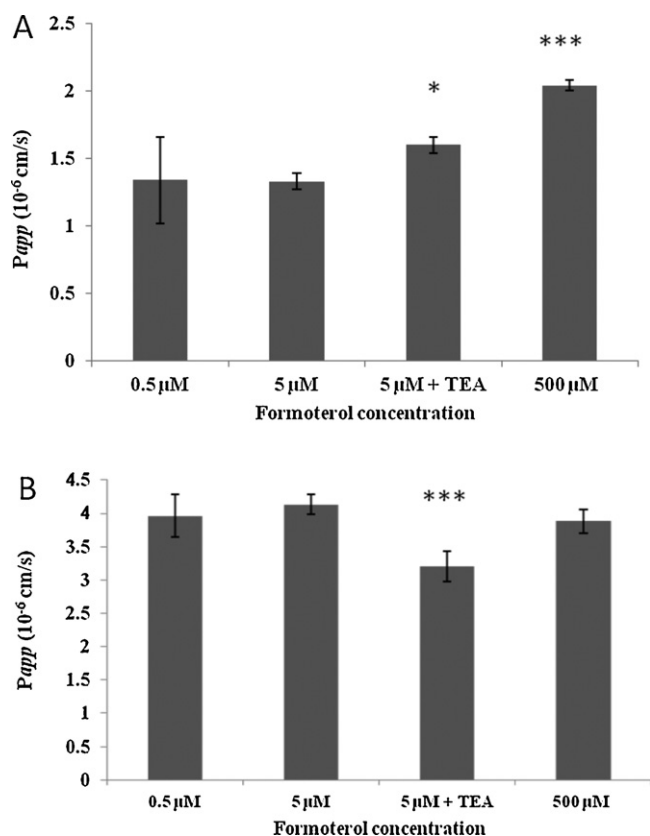 A
2.5
2
1.5
1
0.5
0
Papp (10⁻⁶ cm/s)
*
***
0.5 µM 5 µM 5 µM + TEA 500 µM
Formoterol concentration
B
4.5
4
3.5
3
2.5
2
1.5
1
0.5
0
Papp (10⁻⁶ cm/s)
***
0.5 µM 5 µM 5 µM + TEA 500 µM
Formoterol concentration